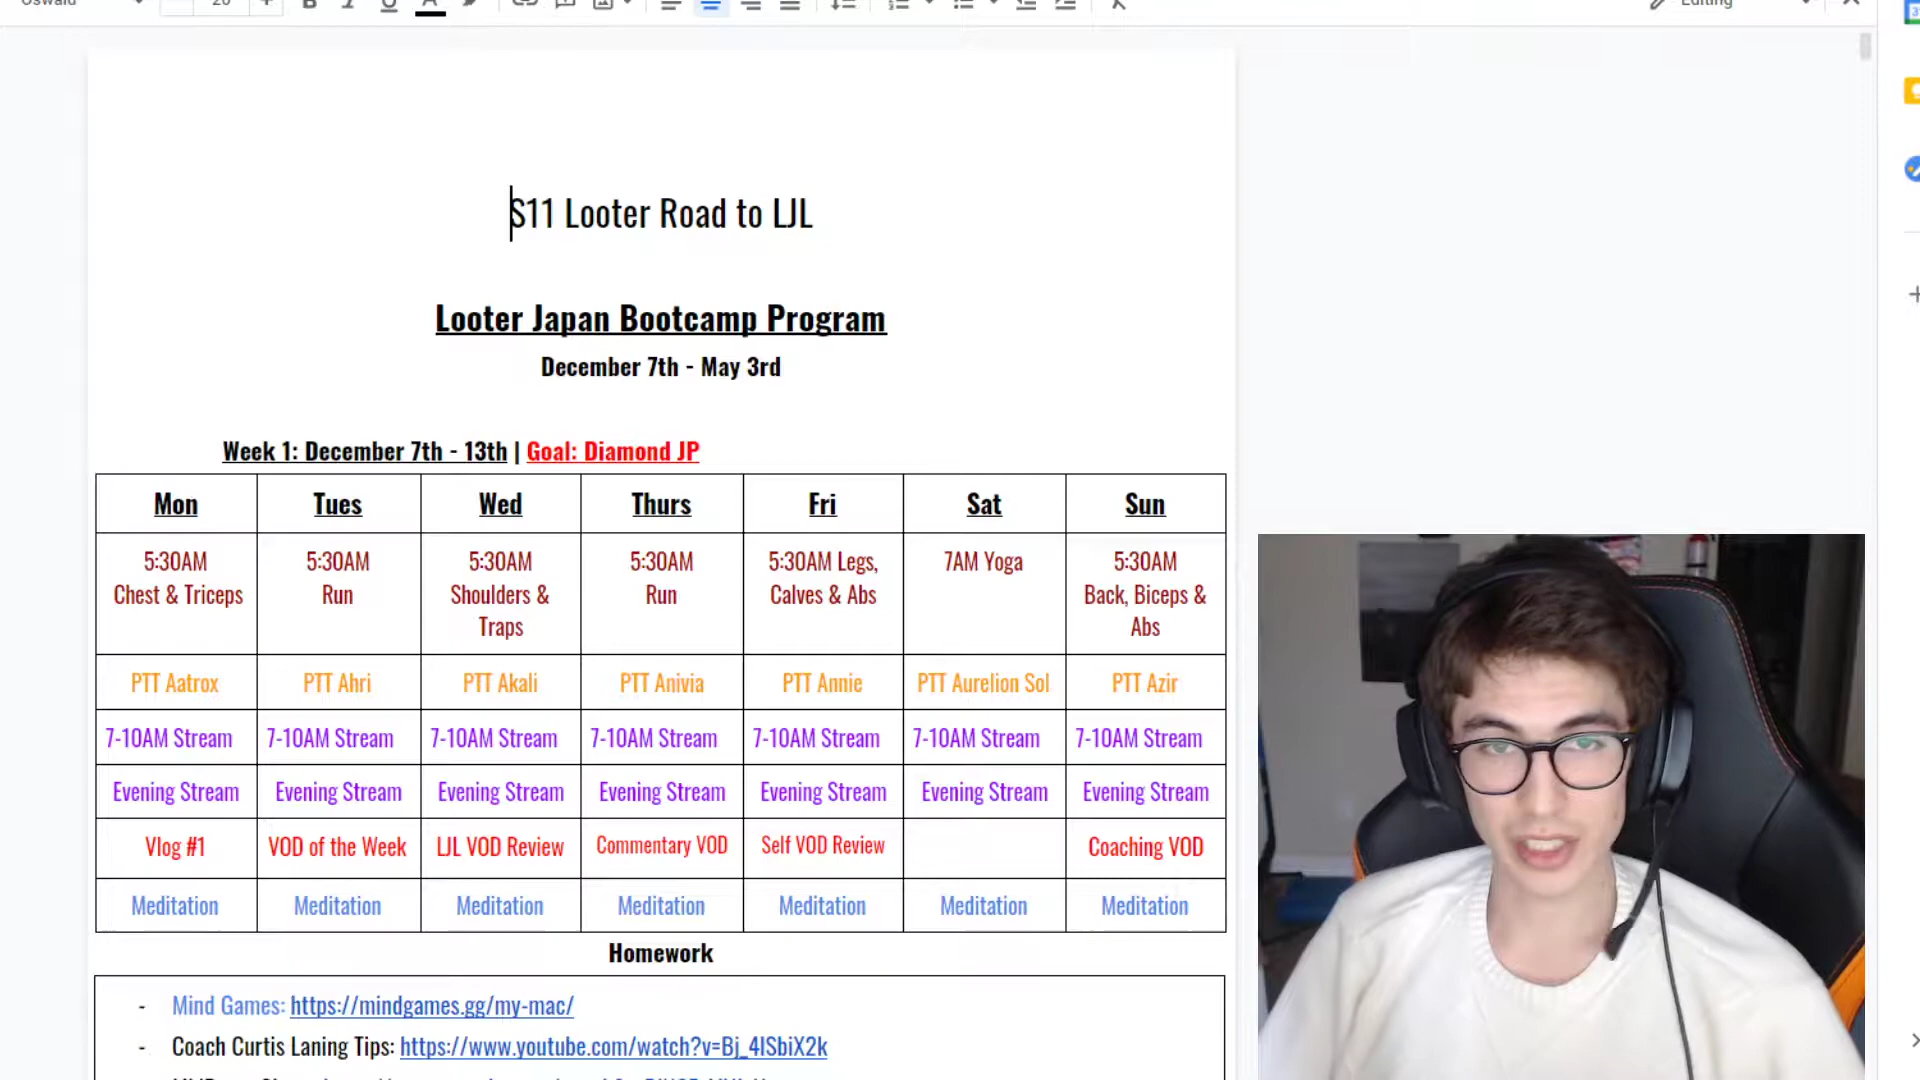 Oswald
20
Editing
S11 Looter Road to LJL
Looter Japan Bootcamp Program
December 7th - May 3rd
Week 1: December 7th - 13th | Goal: Diamond JP
Mon Tues Wed Thurs Fri Sat Sun
5:30AM 5:30AM 5:30AM 5:30AM 5:30AM Legs, 7AM Yoga 5:30AM
Chest & Triceps Run Shoulders & Run Calves & Abs Back, Biceps &
Traps Abs
PTT Aatrox PTT Ahri PTT Akali PTT Anivia PTT Annie PTT Aurelion Sol PTT Azir
7-10AM Stream 7-10AM Stream 7-10AM Stream 7-10AM Stream 7-10AM Stream 7-10AM Stream 7-10AM Stream
Evening Stream Evening Stream Evening Stream Evening Stream Evening Stream Evening Stream Evening Stream
Vlog #1 VOD of the Week LJL VOD Review Commentary VOD Self VOD Review Coaching VOD
Meditation Meditation Meditation Meditation Meditation Meditation Meditation
Homework
- Mind Games: https://mindgames.gg/my-mac/
- Coach Curtis Laning Tips: https://www.youtube.com/watch?v=Bj_4lSbiX2k